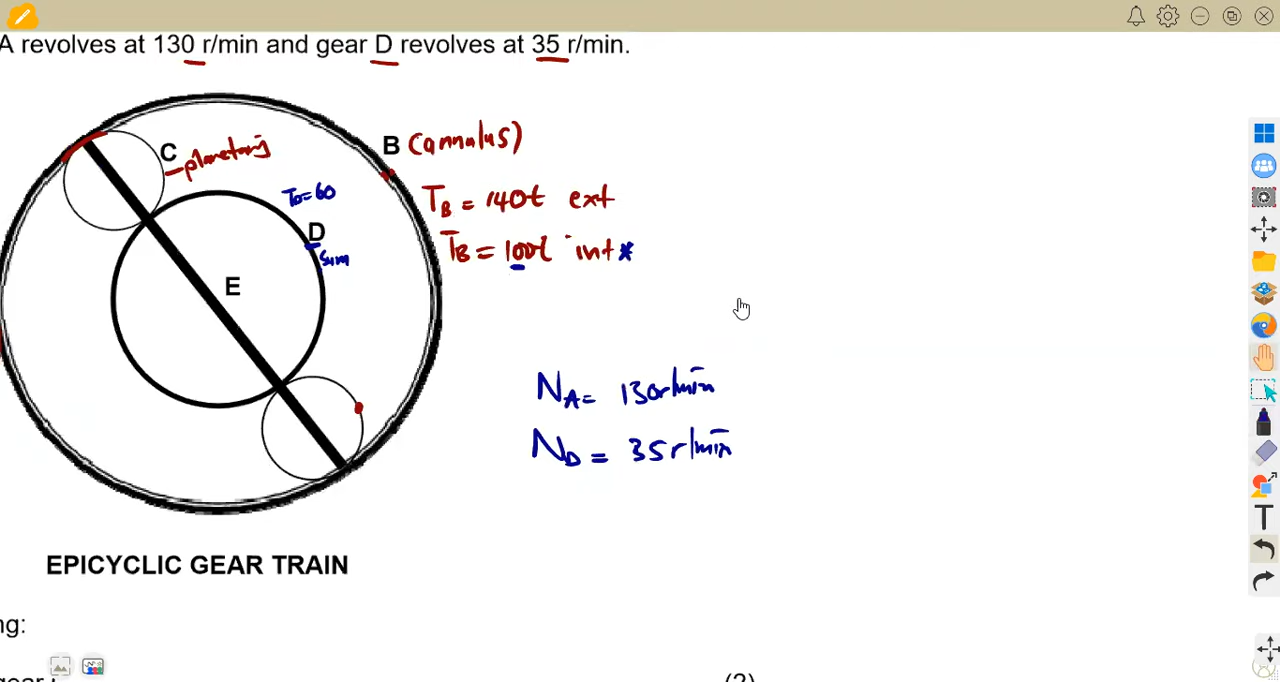 A revolves at 130 r/min and gear D revolves at 35 r/min.
C
planetary
B (annulus)
TD=60
TB = 140t ext
D
Sun
TB = 100t int*
E
NA = 130r/min
ND = 35r/min
EPICYCLIC GEAR TRAIN
ng:
T